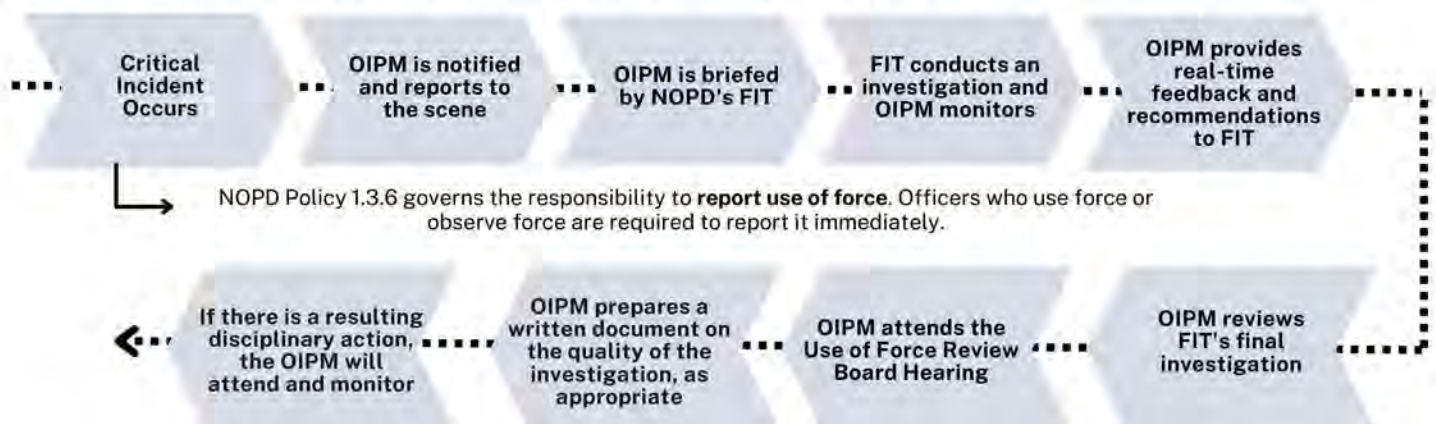 Critical
Incident
Occurs
OIPM is notified
and reports to
the scene
OIPM is briefed
by NOPD's FIT
FIT conducts an
investigation and
OIPM monitors
OIPM provides
real-time
feedback and
recommendations
to FIT
NOPD Policy 1.3.6 governs the responsibility to report use of force. Officers who use force or
observe force are required to report it immediately.
OIPM reviews
FIT's final
investigation
OIPM attends the
Use of Force Review
Board Hearing
OIPM prepares a
written document on
the quality of the
investigation, as
appropriate
If there is a resulting
disciplinary action,
the OIPM will
attend and monitor